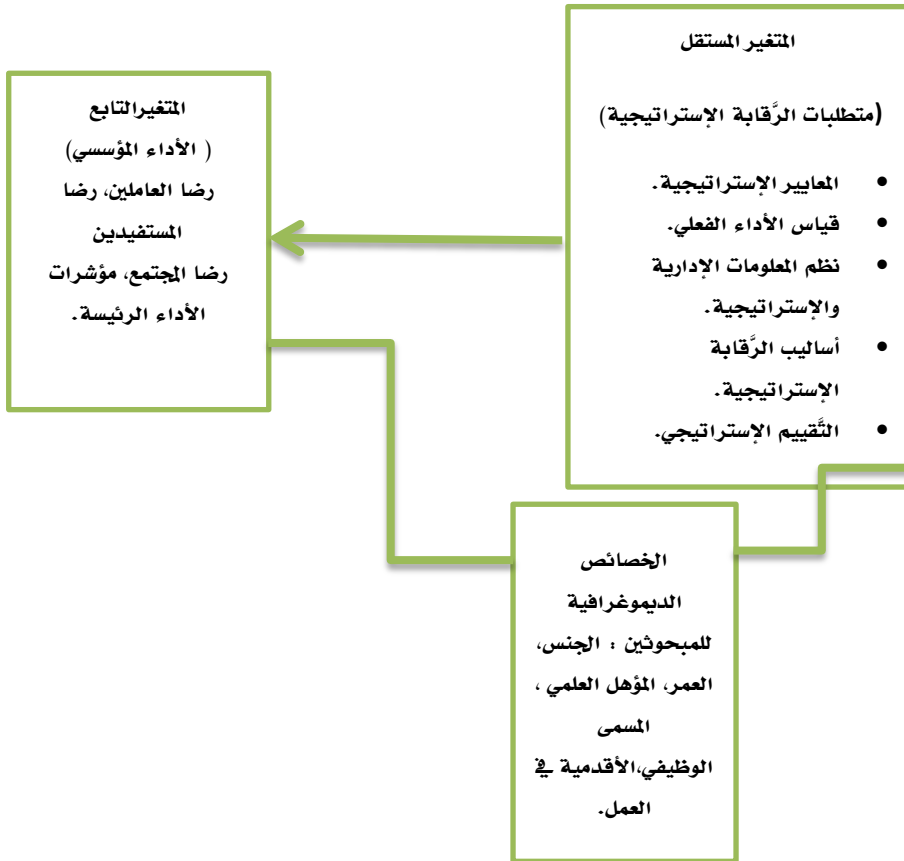 المتغير المستقل
(متطلبات الرَّقابة الإستراتيجية)
• المعايير الإستراتيجية.
• قياس الأداء الفعلي.
• نظم المعلومات الإدارية
والإستراتيجية.
• أساليب الرَّقابة
الإستراتيجية.
• التَّقييم الإستراتيجي.
المتغيرالتابع
( الأداء المؤسسي)
رضا العاملين، رضا
المستفيدين
رضا المجتمع، مؤشرات
الأداء الرئيسة.
الخصائص
الديموغرافية
للمبحوثين : الجنس،
العمر، المؤهل العلمي ،
المسمى
الوظيفي،الأقدمية في
العمل.